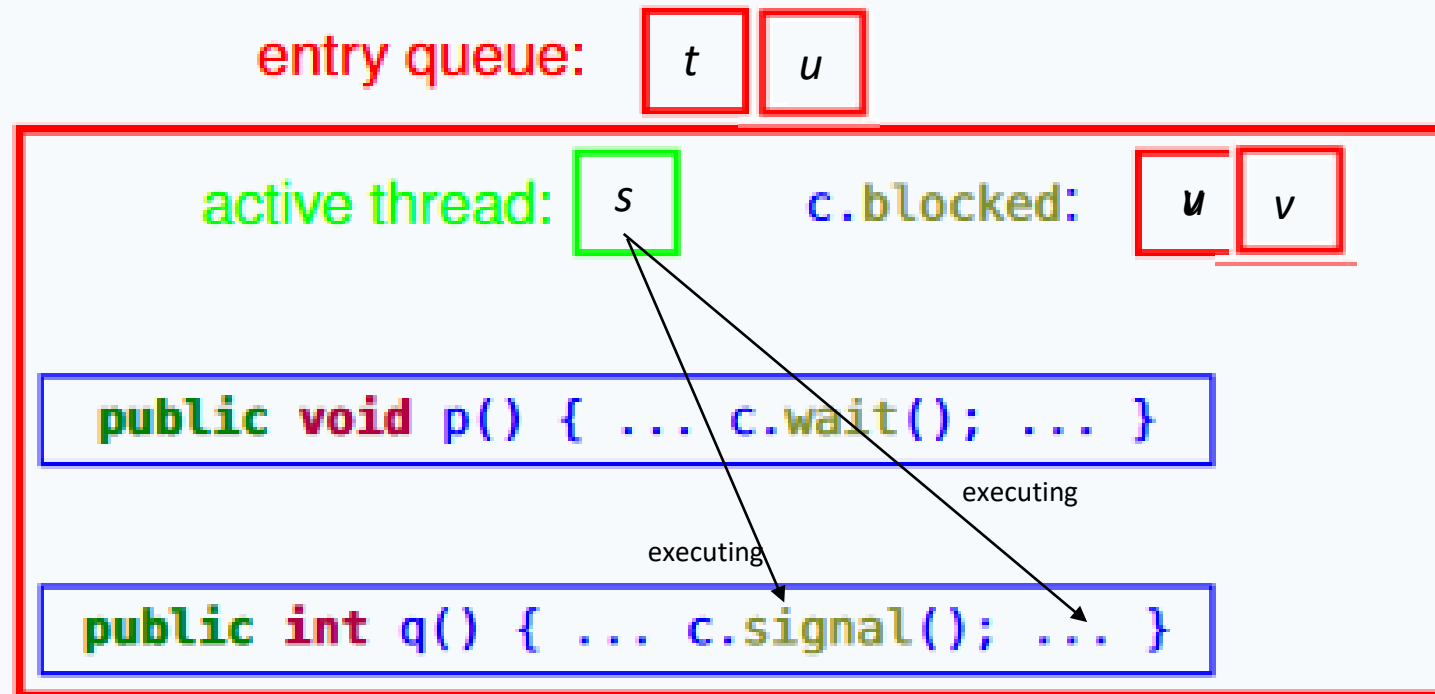 entry queue: t u
active thread: s c.blocked: u v
public void p() { ... c.wait(); ... }
executing
executing
public int q() { ... c.signal(); ... }